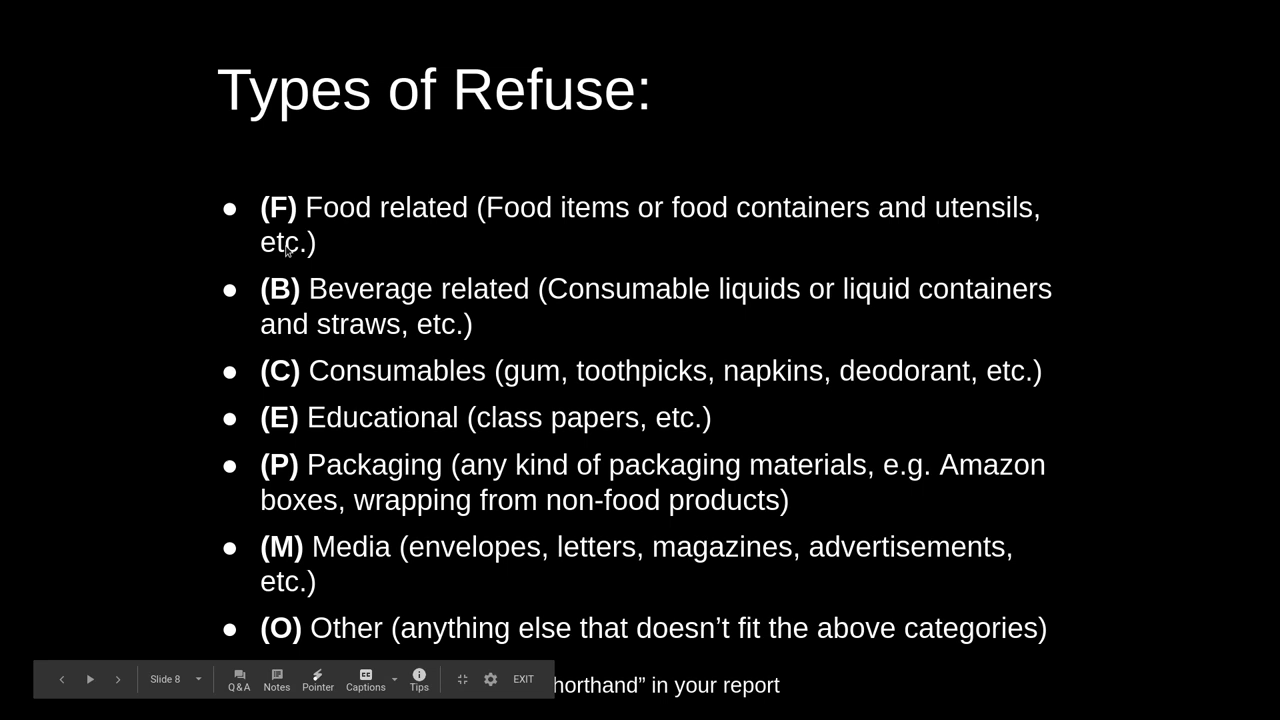 Types of Refuse:
● (F) Food related (Food items or food containers and utensils,
etc.)
● (B) Beverage related (Consumable liquids or liquid containers
and straws, etc.)
● (C) Consumables (gum, toothpicks, napkins, deodorant, etc.)
● (E) Educational (class papers, etc.)
● (P) Packaging (any kind of packaging materials, e.g. Amazon
boxes, wrapping from non-food products)
● (M) Media (envelopes, letters, magazines, advertisements,
etc.)
● (O) Other (anything else that doesn’t fit the above categories)
horthand” in your report
Slide 8 Q&A Notes Pointer Captions Tips EXIT